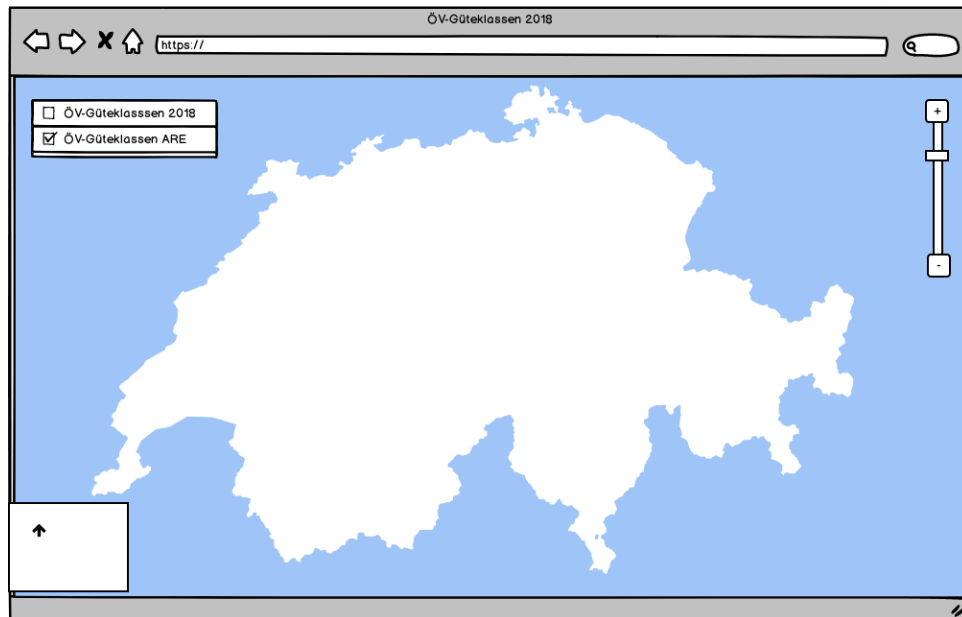 ÖV-Güteklassen 2018
https://
ÖV-Güteklasssen 2018
ÖV-Güteklassen ARE
+
-